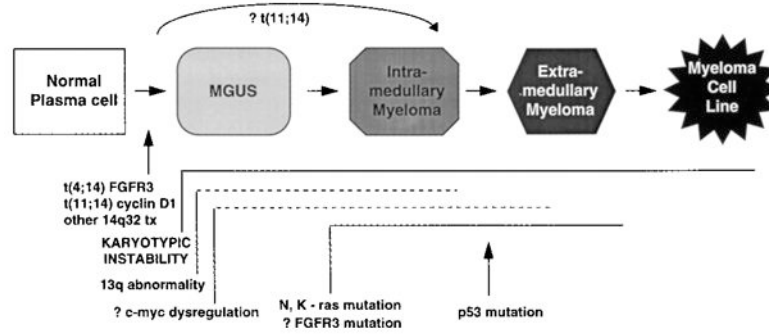 ? t(11;14)
Normal
Plasma cell
MGUS
Intra-
medullary
Myeloma
Extra-
medullary
Myeloma
Myeloma
Cell
Line
t(4;14) FGFR3
t(11;14) cyclin D1
other 14q32 tx
KARYOTYPIC
INSTABILITY
13q abnormality
? c-myc dysregulation
N, K - ras mutation
? FGFR3 mutation
p53 mutation